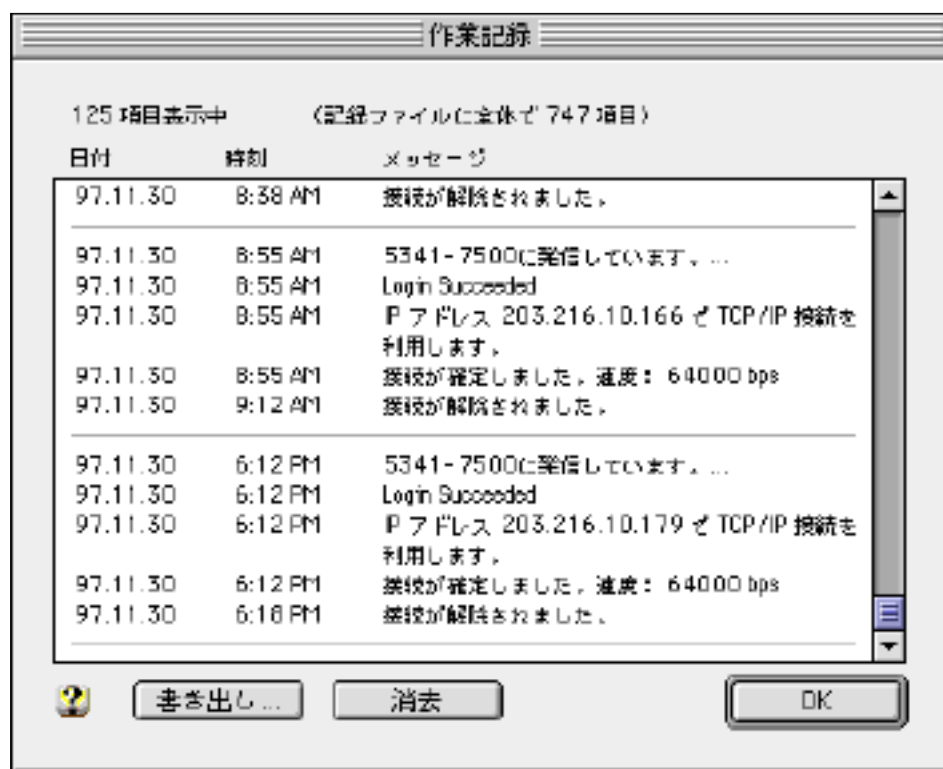 作業記録
125 項目表示中 (記録ファイルに全体で 747 項目)
日付 時刻 メッセージ
97.11.30 8:38 AM 接続が解除されました。
97.11.30 8:55 AM 5341-7500に発信しています。...
97.11.30 8:55 AM Login Succeeded
97.11.30 8:55 AM IP アドレス 203.216.10.166 で TCP/IP 接続を
利用します。
97.11.30 8:55 AM 接続が確定しました。速度: 64000 bps
97.11.30 9:12 AM 接続が解除されました。
97.11.30 6:12 PM 5341-7500に発信しています。...
97.11.30 6:12 PM Login Succeeded
97.11.30 6:12 PM IP アドレス 203.216.10.179 で TCP/IP 接続を
利用します。
97.11.30 6:12 PM 接続が確定しました。速度: 64000 bps
97.11.30 6:18 PM 接続が解除されました。
書き出し... 消去 OK